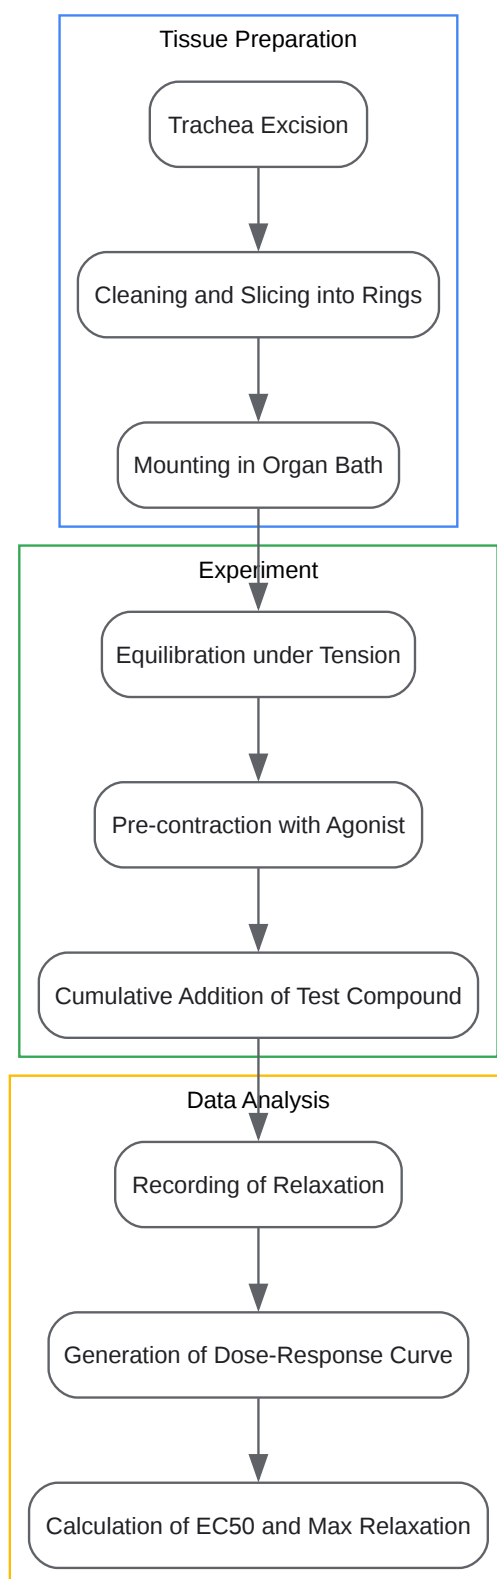 Tissue Preparation
Trachea Excision
Cleaning and Slicing into Rings
Mounting in Organ Bath
Experiment
Equilibration under Tension
Pre-contraction with Agonist
Cumulative Addition of Test Compound
Data Analysis
Recording of Relaxation
Generation of Dose-Response Curve
Calculation of EC50 and Max Relaxation